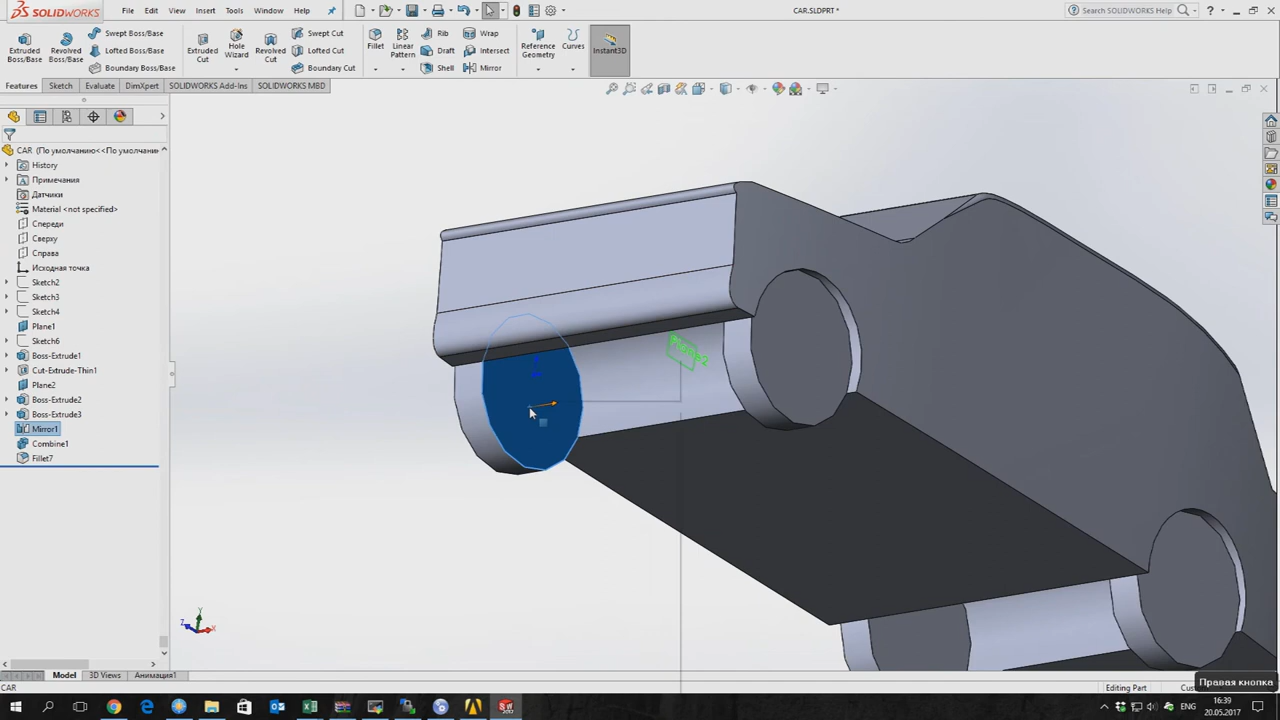 SOLIDWORKS
File
Edit
View
Insert
Tools
Window
Help
CAR.SLDPRT *
Search SOLIDWORKS Help
Extruded Boss/Base
Revolved Boss/Base
Swept Boss/Base
Lofted Boss/Base
Boundary Boss/Base
Extruded Cut
Hole Wizard
Revolved Cut
Swept Cut
Lofted Cut
Boundary Cut
Fillet
Linear Pattern
Rib
Draft
Shell
Wrap
Intersect
Mirror
Reference Geometry
Curves
Instant3D
Features
Sketch
Evaluate
DimXpert
SOLIDWORKS Add-Ins
SOLIDWORKS MBD
CAR (По умолчанию<<По умолчани
History
Примечания
Датчики
Material <not specified>
Спереди
Сверху
Справа
Исходная точка
Sketch2
Sketch3
Sketch4
Plane1
Sketch6
Boss-Extrude1
Cut-Extrude-Thin1
Plane2
Boss-Extrude2
Boss-Extrude3
Mirror1
Combine1
Fillet7
Plane2
Y
Z
X
Model
3D Views
Анимация1
CAR
Editing Part
Правая кнопка
ENG
16:39
20.05.2017